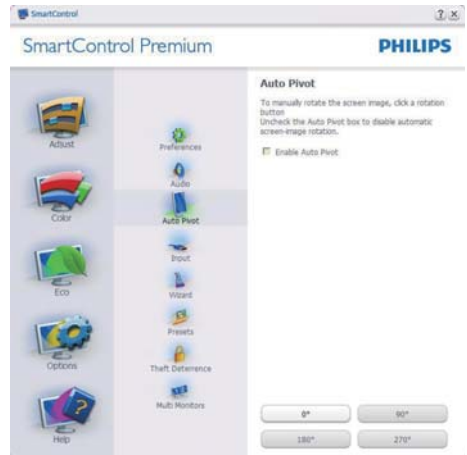 SmartControl
SmartControl Premium
PHILIPS
Adjust
Color
Eco
Options
Help
Preferences
Audio
Auto Pivot
Input
Wizard
Presets
Theft Deterrence
Multi Monitors
Auto Pivot
To manually rotate the screen image, click a rotation
button
Uncheck the Auto Pivot box to disable automatic
screen-image rotation.
Enable Auto Pivot
0°
90°
180°
270°